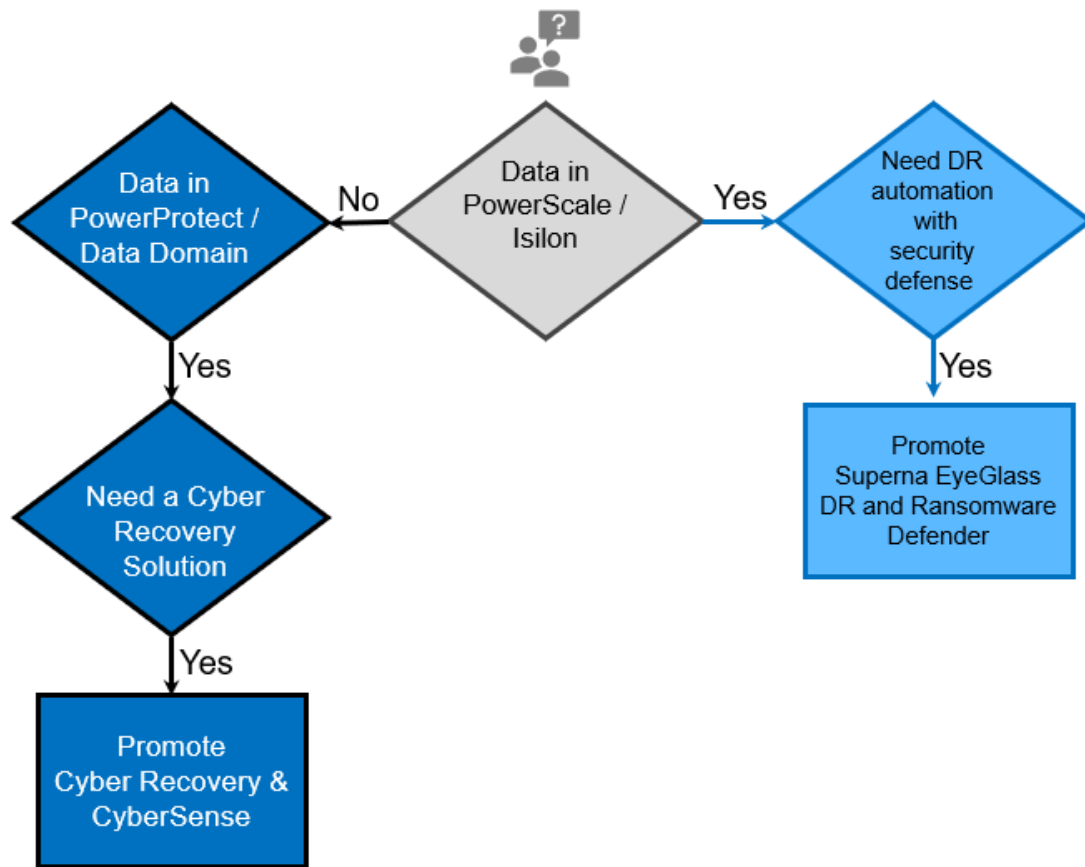 ?
Data in
PowerScale /
Isilon
No
Yes
Data in
PowerProtect /
Data Domain
Yes
Need a Cyber
Recovery
Solution
Yes
Promote
Cyber Recovery &
CyberSense
Need DR
automation
with
security
defense
Yes
Promote
Superna EyeGlass
DR and Ransomware
Defender